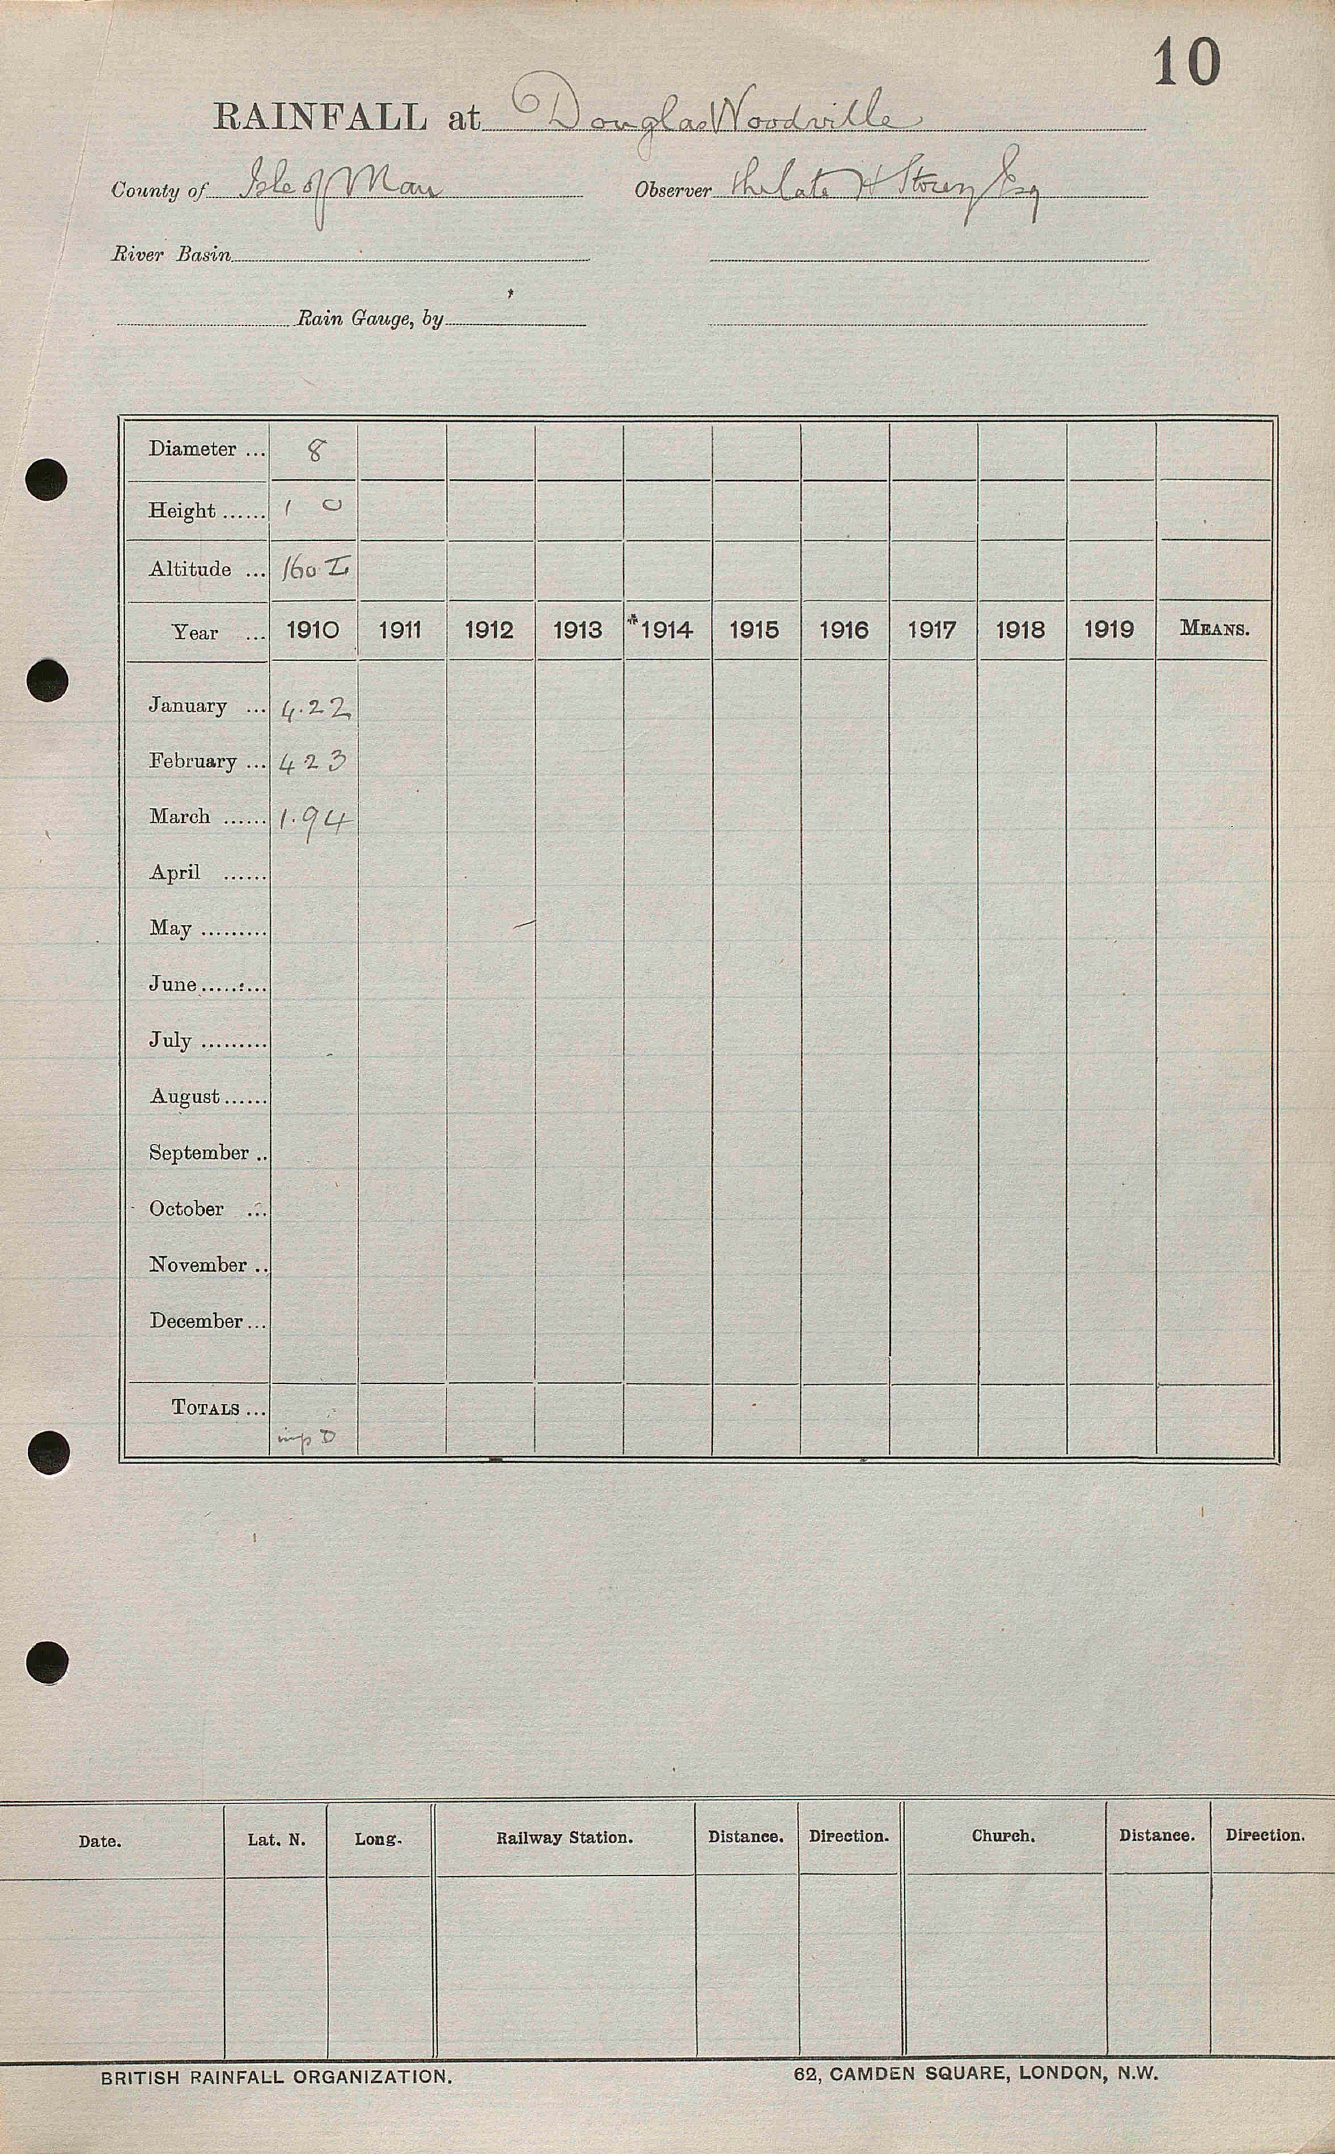 10
RAINFALL at Douglas Woodville
County of Isle of Man Observer the late H Storey Esq
River Basin
Rain Gauge, by
Diameter ... 8
Height ...... 1 0
Altitude ... 160 I
Year ... 1910 1911 1912 1913 *1914 1915 1916 1917 1918 1919 MEANS.
January ... 4.22
February ... 4 23
March ...... 1.94
April ......
May .........
June .........
July .........
August ......
September ..
October ...
November ..
December ...
TOTALS ...
imp D
Date. Lat. N. Long. Railway Station. Distance. Direction. Church. Distance. Direction.
BRITISH RAINFALL ORGANIZATION. 62, CAMDEN SQUARE, LONDON, N.W.